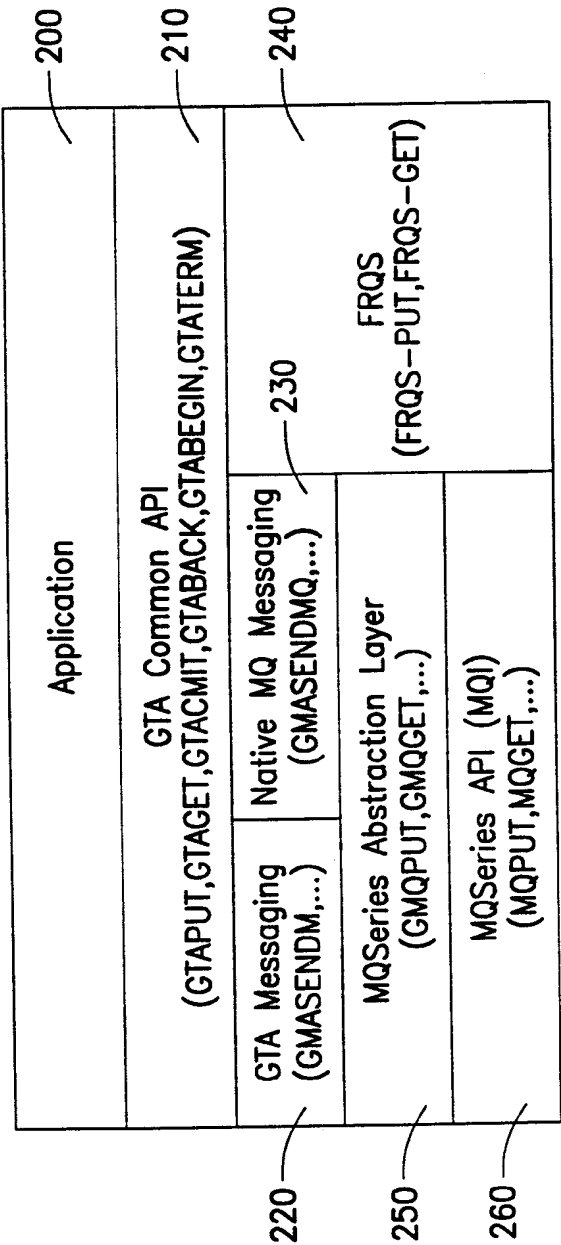 Application
200
GTA Common API
(GTAPUT,GTAGET,GTACMIT,GTABACK,GTABEGIN,GTATERM)
210
GTA Messaging
(GMASENDM,...)
220
Native MQ Messaging
(GMASENDMQ,...)
230
FRQS
(FRQS-PUT,FRQS-GET)
240
MQSeries Abstraction Layer
(GMQPUT,GMQGET,...)
250
MQSeries API (MQI)
(MQPUT,MQGET,...)
260